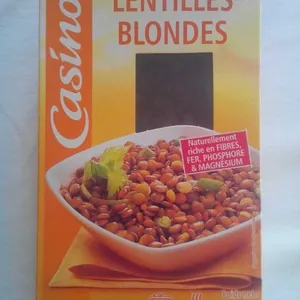 LENTILLES
BLONDES
Casino
Naturellement
riche en FIBRES,
FER, PHOSPHORE
& MAGNÉSIUM